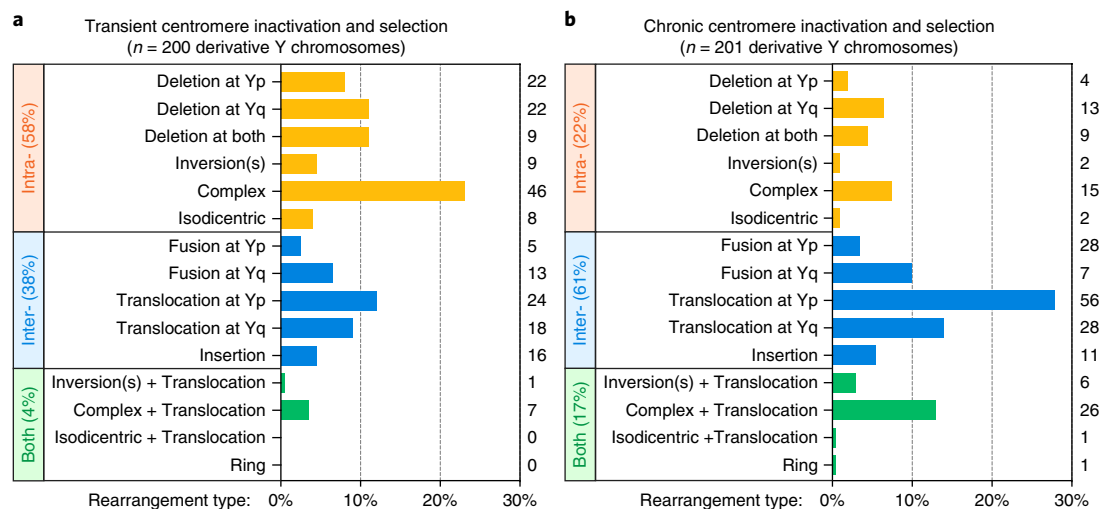 a
Transient centromere inactivation and selection
(n = 200 derivative Y chromosomes)
Intra- (58%)
Deletion at Yp 22
Deletion at Yq 22
Deletion at both 9
Inversion(s) 9
Complex 46
Isodicentric 8
Inter- (38%)
Fusion at Yp 5
Fusion at Yq 13
Translocation at Yp 24
Translocation at Yq 18
Insertion 16
Both (4%)
Inversion(s) + Translocation 1
Complex + Translocation 7
Isodicentric + Translocation 0
Ring 0
Rearrangement type: 0% 10% 20% 30%
b
Chronic centromere inactivation and selection
(n = 201 derivative Y chromosomes)
Intra- (22%)
Deletion at Yp 4
Deletion at Yq 13
Deletion at both 9
Inversion(s) 2
Complex 15
Isodicentric 2
Inter- (61%)
Fusion at Yp 28
Fusion at Yq 7
Translocation at Yp 56
Translocation at Yq 28
Insertion 11
Both (17%)
Inversion(s) + Translocation 6
Complex + Translocation 26
Isodicentric +Translocation 1
Ring 1
Rearrangement type: 0% 10% 20% 30%